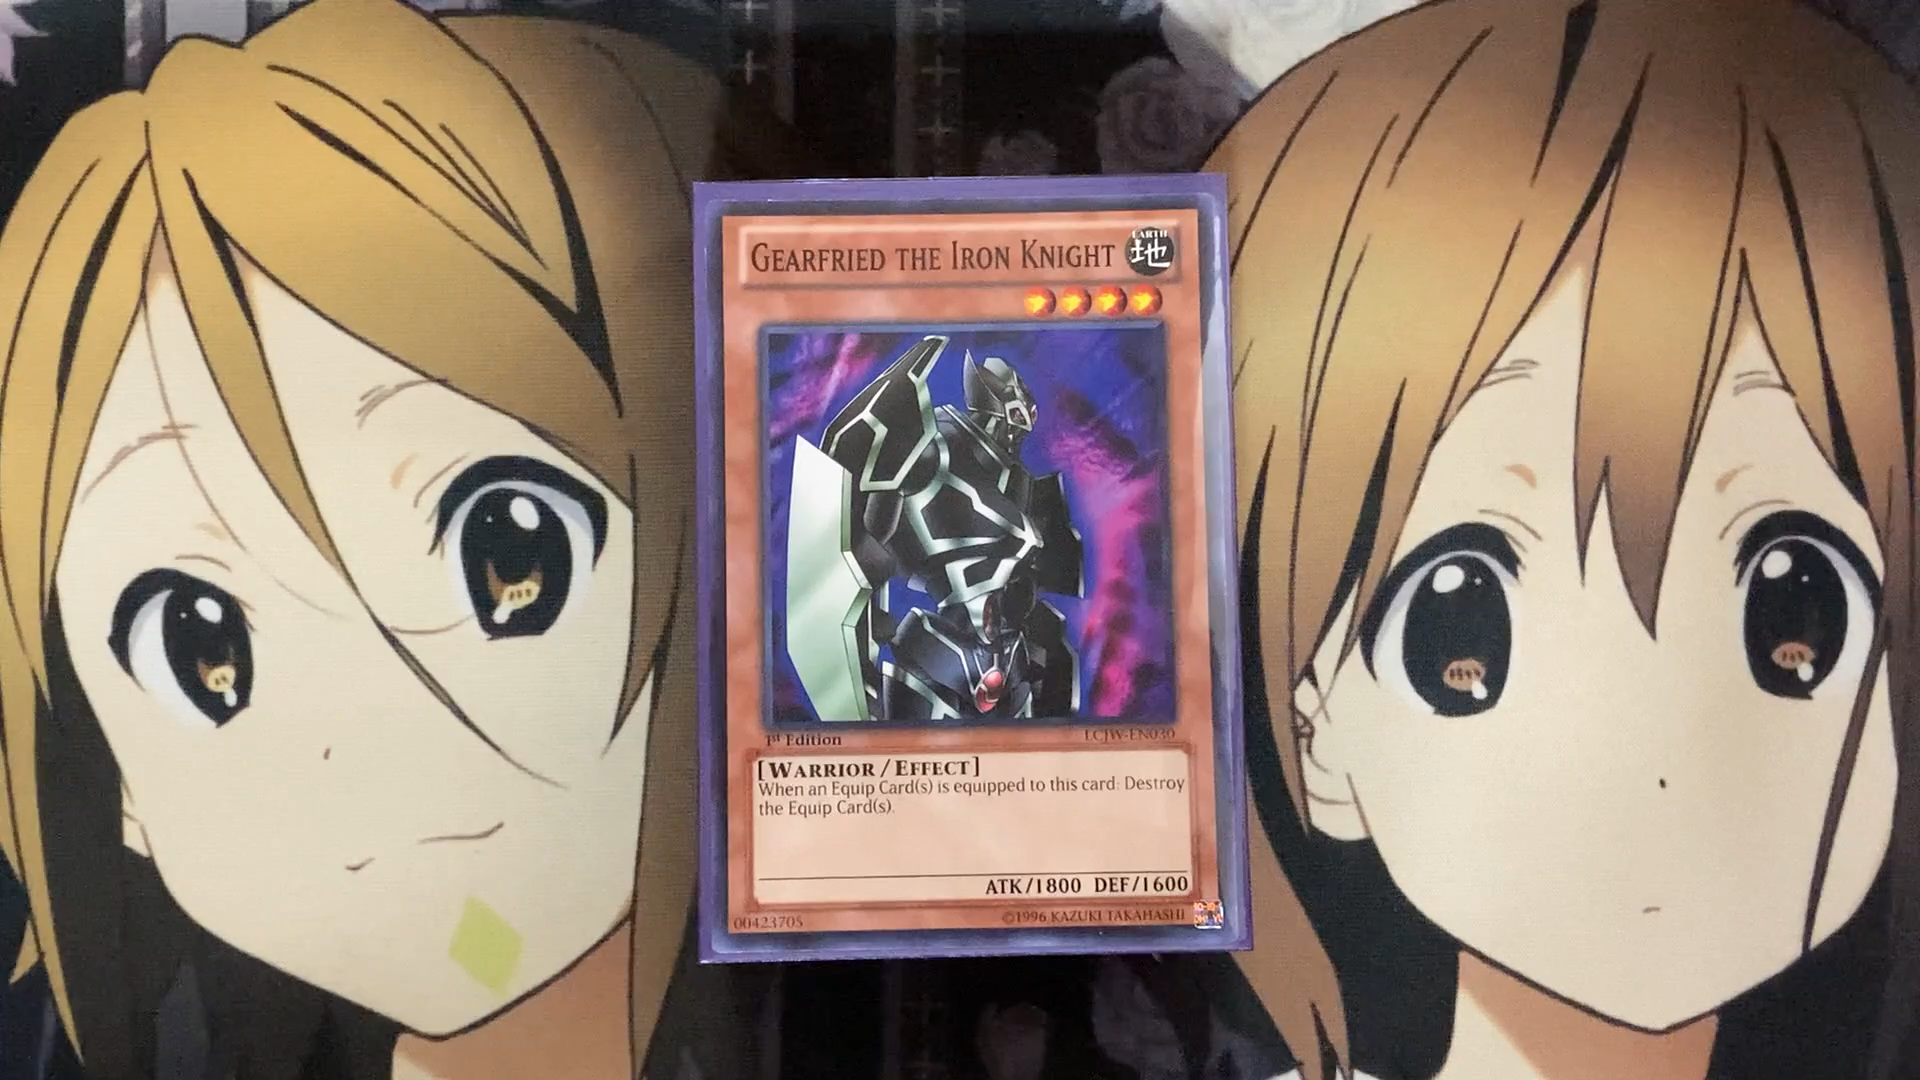 GEARFRIED THE IRON KNIGHT
EARTH
地
1st Edition
LCJW-EN030
[WARRIOR/EFFECT]
When an Equip Card(s) is equipped to this card: Destroy
the Equip Card(s).
ATK/1800 DEF/1600
00423705
©1996 KAZUKI TAKAHASHI